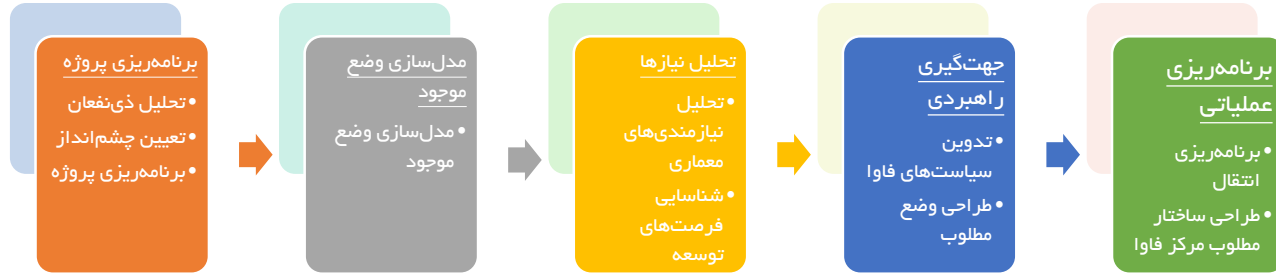 برنامه‌ریزی پروژه
• تحلیل ذی‌نفعان
• تعیین چشم‌انداز
• برنامه‌ریزی پروژه
مدل‌سازی وضع
موجود
• مدل‌سازی وضع
موجود
تحلیل نیازها
• تحلیل
نیازمندی‌های
معماری
• شناسایی
فرصت‌های
توسعه
جهت‌گیری
راهبردی
• تدوین
سیاست‌های فاوا
• طراحی وضع
مطلوب
برنامه‌ریزی
عملیاتی
• برنامه‌ریزی
انتقال
• طراحی ساختار
مطلوب مرکز فاوا